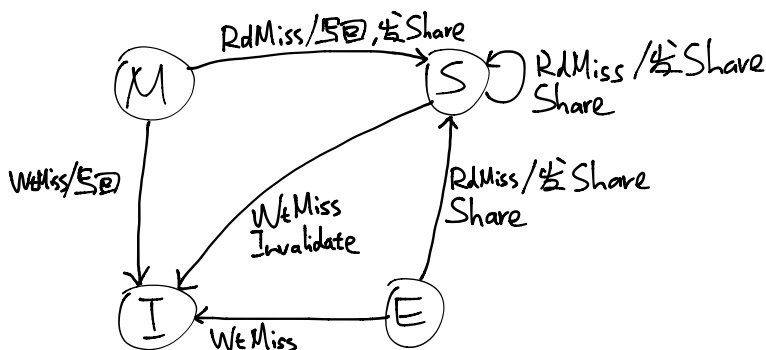 RdMiss/写回,发Share
M
S
RdMiss/发Share
Share
WtMiss/写回
RdMiss/发Share
Share
WtMiss
Invalidate
I
E
WtMiss